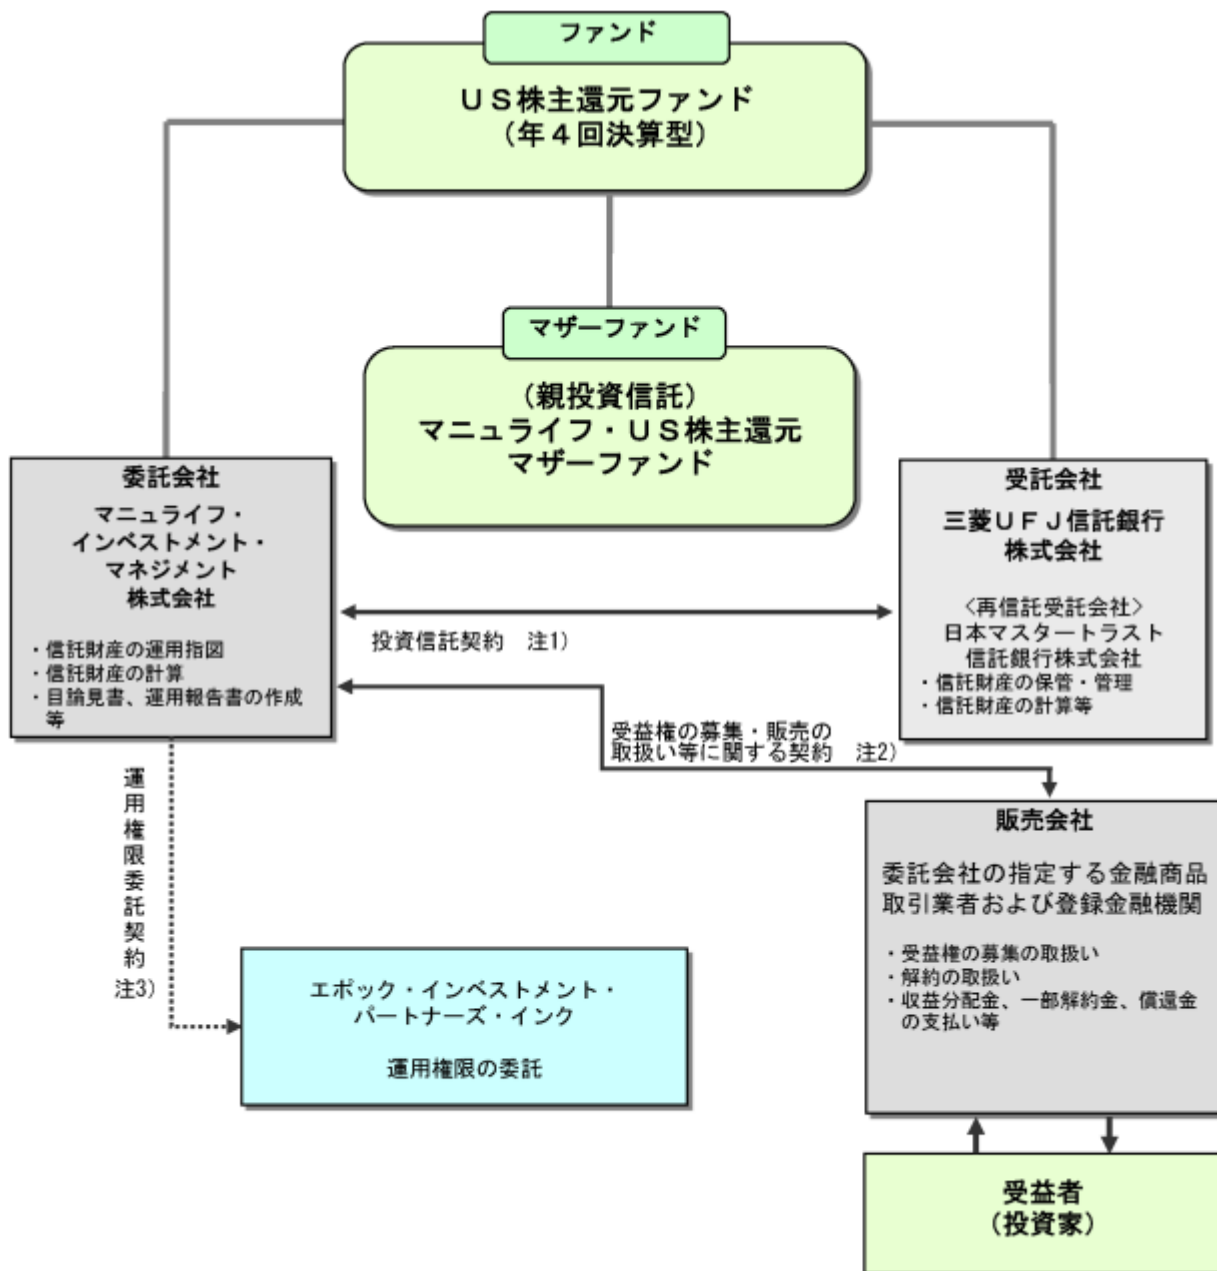 ファンド
ＵＳ株主還元ファンド
（年４回決算型）
マザーファンド
（親投資信託）
マニュライフ・ＵＳ株主還元
マザーファンド
委託会社
マニュライフ・
インベストメント・
マネジメント
株式会社
・信託財産の運用指図
・信託財産の計算
・目論見書、運用報告書の作成
等
受託会社
三菱ＵＦＪ信託銀行
株式会社
〈再信託受託会社〉
日本マスタートラスト
信託銀行株式会社
・信託財産の保管・管理
・信託財産の計算等
投資信託契約　注1）
受益権の募集・販売の
取扱い等に関する契約　注2）
運用権限委託契約
注3）
エポック・インベストメント・
パートナーズ・インク
運用権限の委託
販売会社
委託会社の指定する金融商品
取引業者および登録金融機関
・受益権の募集の取扱い
・解約の取扱い
・収益分配金、一部解約金、償還金
の支払い等
受益者
（投資家）